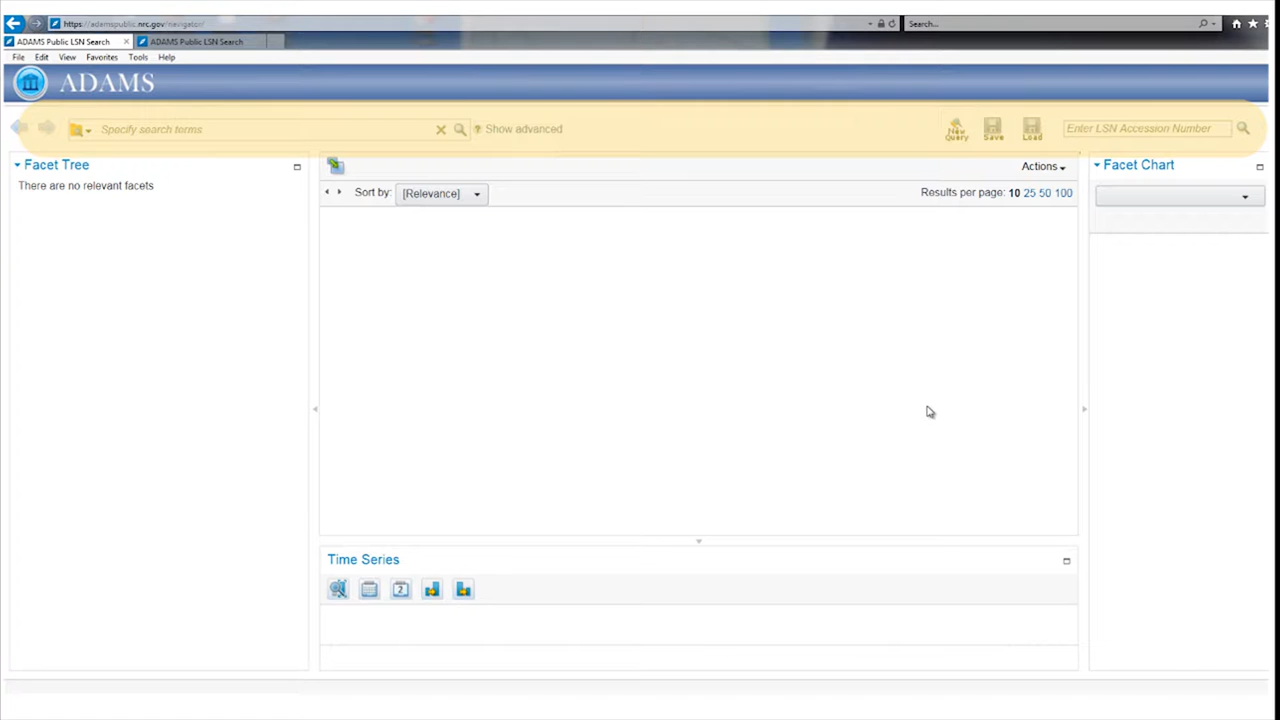 https://adamspublic.nrc.gov/navigator/
Search...
ADAMS Public LSN Search
ADAMS Public LSN Search
File Edit View Favorites Tools Help
ADAMS
Specify search terms
? Show advanced
New Query
Save
Load
Enter LSN Accession Number
Facet Tree
There are no relevant facets
Actions
Sort by: [Relevance]
Results per page: 10 25 50 100
Facet Chart
Time Series
2